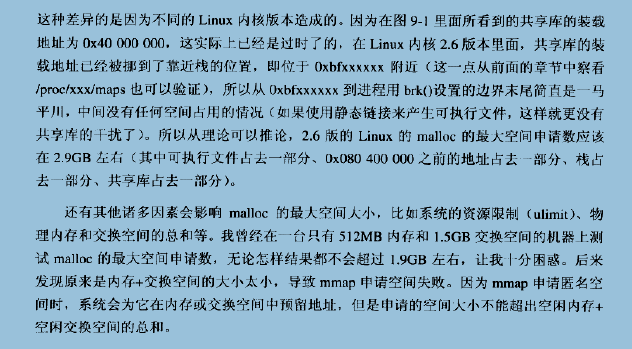 这种差异的是因为不同的 Linux 内核版本造成的。因为在图 9-1 里面所看到的共享库的装载
地址为 0x40 000 000，这实际上已经是过时了的，在 Linux 内核 2.6 版本里面，共享库的装
载地址已经被挪到了靠近栈的位置，即位于 0xbfxxxxxx 附近（这一点从前面的章节中察看
/proc/xxx/maps 也可以验证），所以从 0xbfxxxxxx 到进程用 brk()设置的边界末尾简直是一马
平川，中间没有任何空间占用的情况（如果使用静态链接来产生可执行文件，这样就更没有
共享库的干扰了）。所以从理论可以推论，2.6 版的 Linux 的 malloc 的最大空间申请数应该
在 2.9GB 左右（其中可执行文件占去一部分、0x080 400 000 之前的地址占去一部分、栈占
去一部分、共享库占去一部分）。
还有其他诸多因素会影响 malloc 的最大空间大小，比如系统的资源限制（ulimit）、物
理内存和交换空间的总和等。我曾经在一台只有 512MB 内存和 1.5GB 交换空间的机器上测
试 malloc 的最大空间申请数，无论怎样结果都不会超过 1.9GB 左右，让我十分困惑。后来
发现原来是内存+交换空间的大小太小，导致 mmap 申请空间失败。因为 mmap 申请匿名空
间时，系统会为它在内存或交换空间中预留地址，但是申请的空间大小不能超出空闲内存+
空闲交换空间的总和。